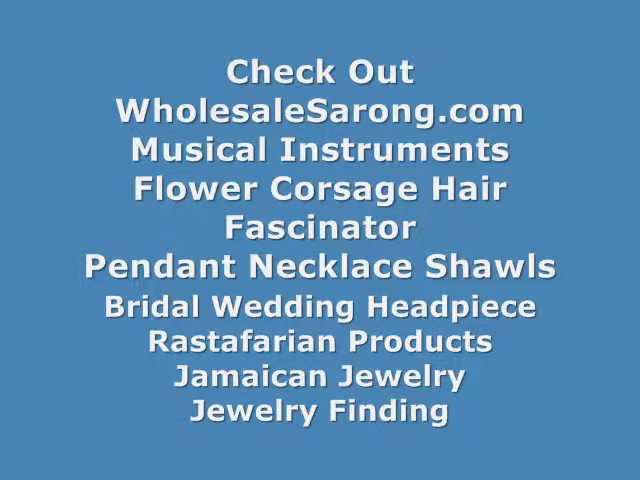 Check Out
WholesaleSarong.com
Musical Instruments
Flower Corsage Hair
Fascinator
Pendant Necklace Shawls
Bridal Wedding Headpiece
Rastafarian Products
Jamaican Jewelry
Jewelry Finding